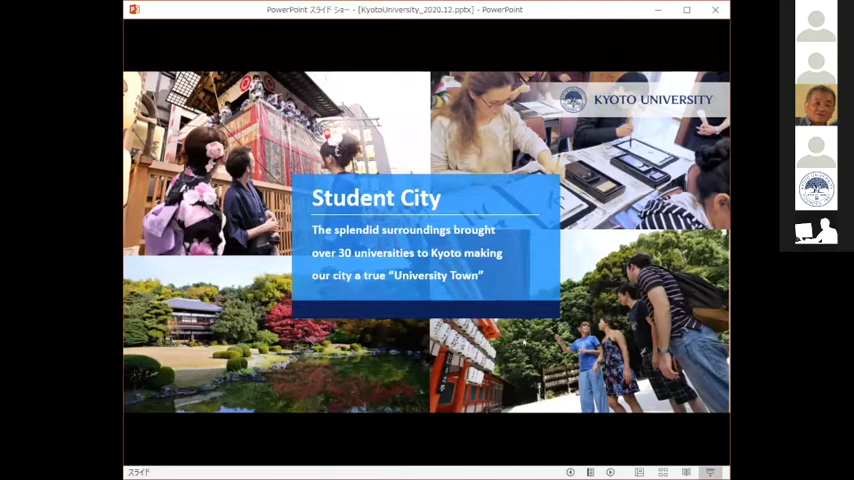 PowerPoint スライド ショー - [KyotoUniversity_2020.12.pptx] - PowerPoint
KYOTO UNIVERSITY
Student City
The splendid surroundings brought
over 30 universities to Kyoto making
our city a true “University Town”
スライド